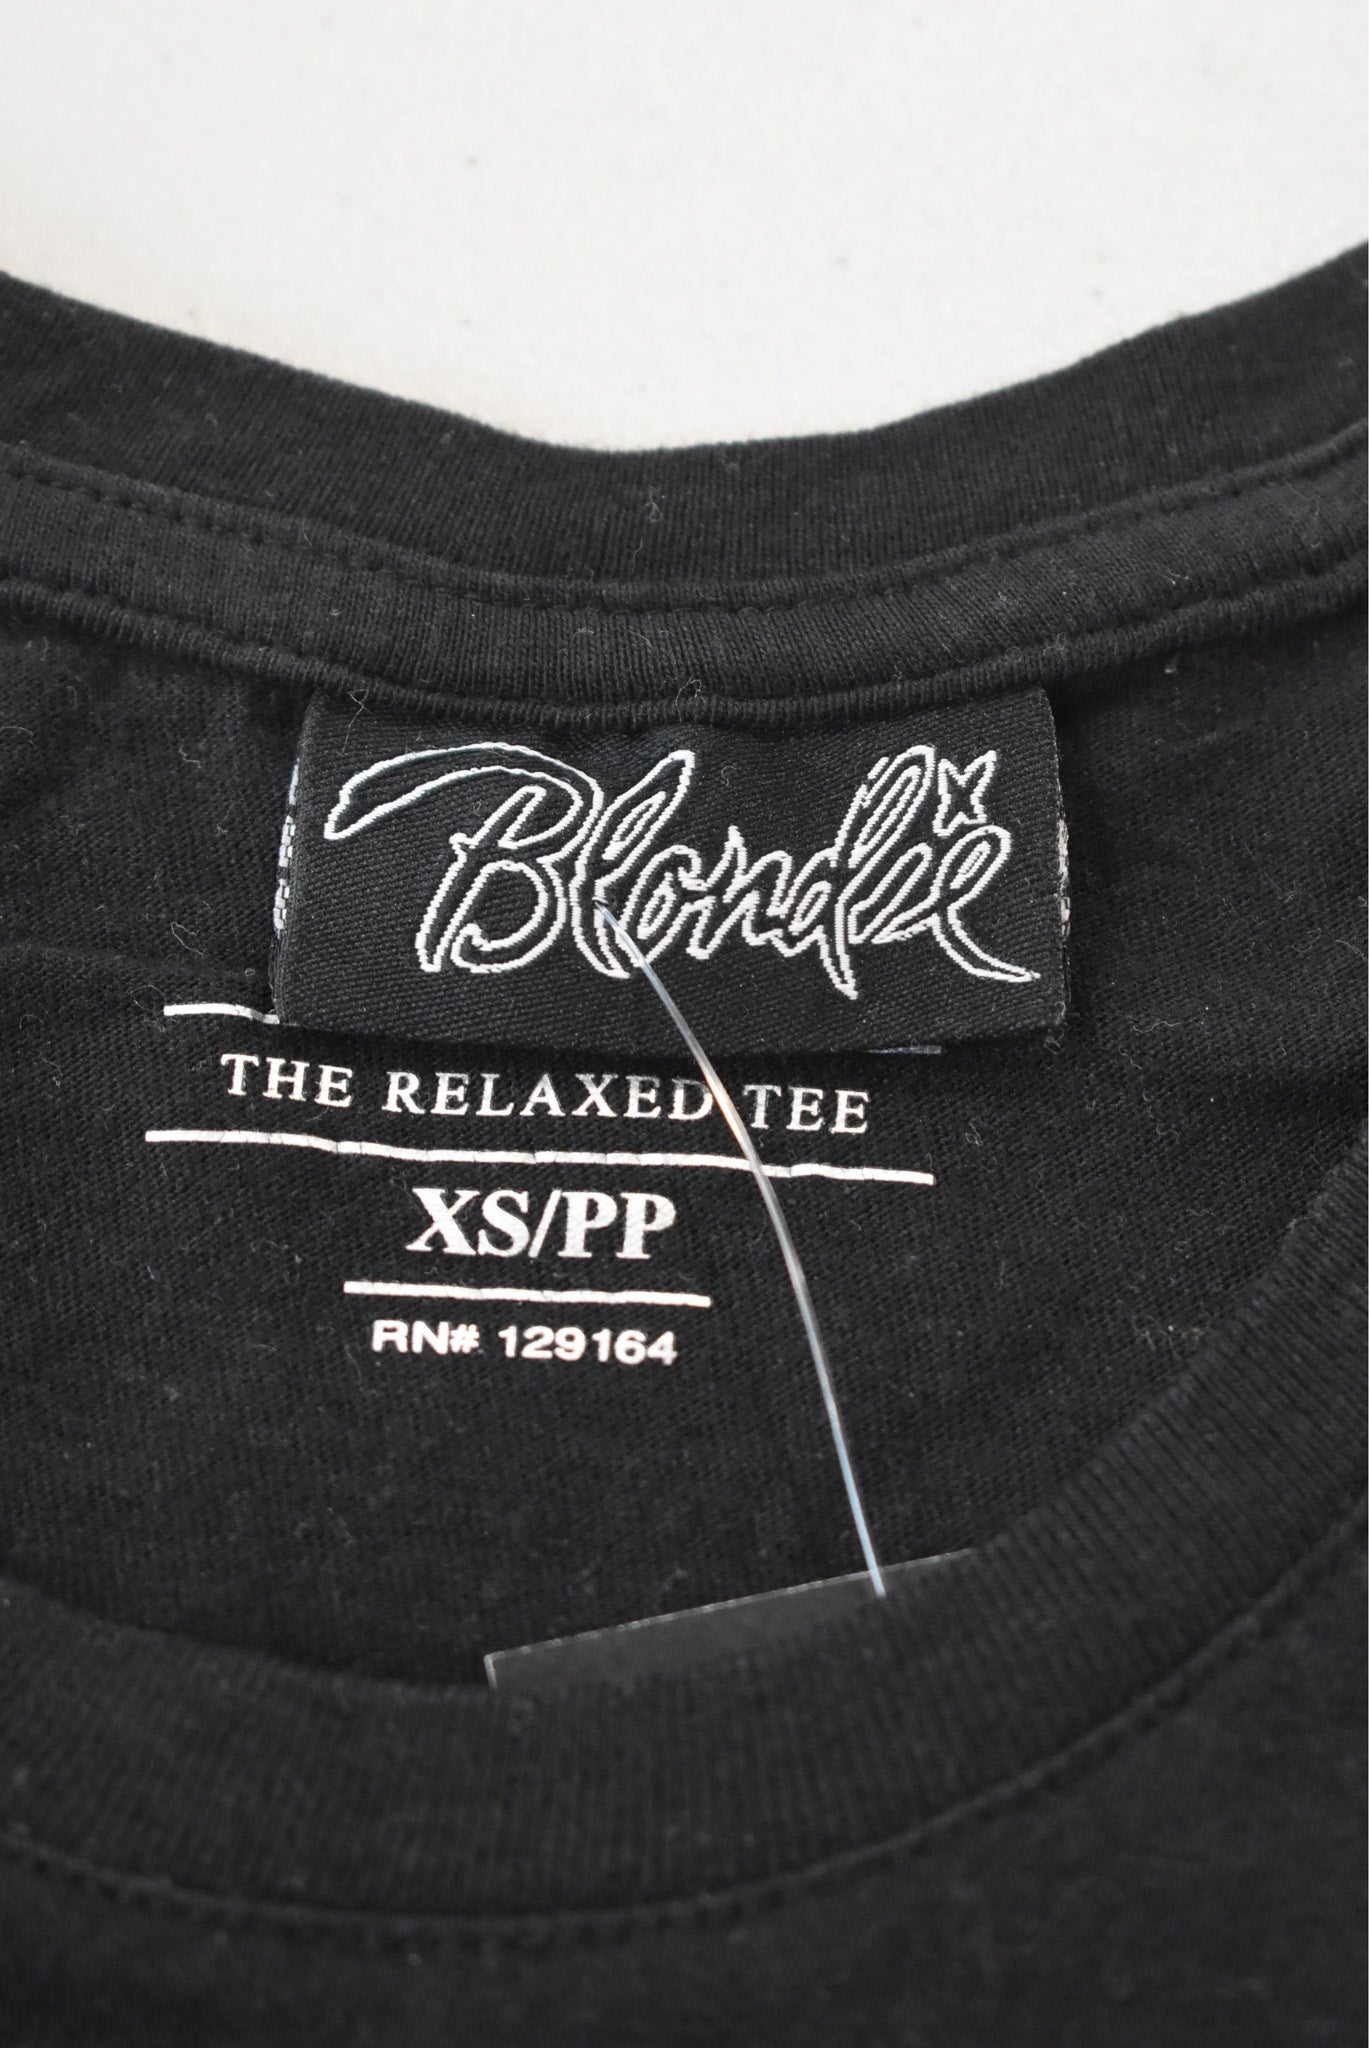 Blondie
THE RELAXED TEE
XS/PP
RN# 129164